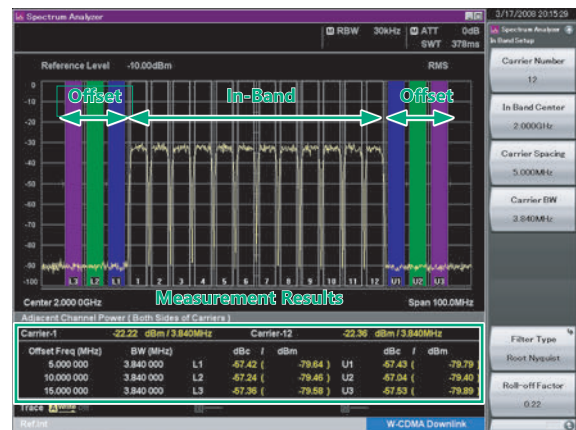 Spectrum Analyzer
3/17/2008 20:15:29
RBW 30kHz ATT 0dB
SWT 378ms
Spectrum Analyzer
In Band Setup
Reference Level -10.00dBm RMS
Carrier Number
12
0
-10
-20
-30
-40
-50
-60
-70
-80
-90
-100
Offset In-Band Offset
In Band Center
2.000GHz
Carrier Spacing
5.000MHz
Carrier BW
3.840MHz
L3 L2 L1 1 2 3 4 5 6 7 8 9 10 11 12 U1 U2 U3
Center 2.000 0GHz Measurement Results Span 100.0MHz
Adjacent Channel Power ( Both Sides of Carriers )
Carrier-1 -22.22 dBm / 3.840MHz Carrier-12 -22.36 dBm / 3.840MHz
Offset Freq (MHz) BW (MHz) dBc / dBm dBc / dBm
5.000 000 3.840 000 L1 -57.42 ( -79.64 ) U1 -57.43 ( -79.79 )
10.000 000 3.840 000 L2 -57.24 ( -79.46 ) U2 -57.04 ( -79.40 )
15.000 000 3.840 000 L3 -57.36 ( -79.58 ) U3 -57.53 ( -79.89 )
Filter Type
Root Nyquist
Roll-off Factor
0.22
Trace A Write
Ref.Int W-CDMA Downlink